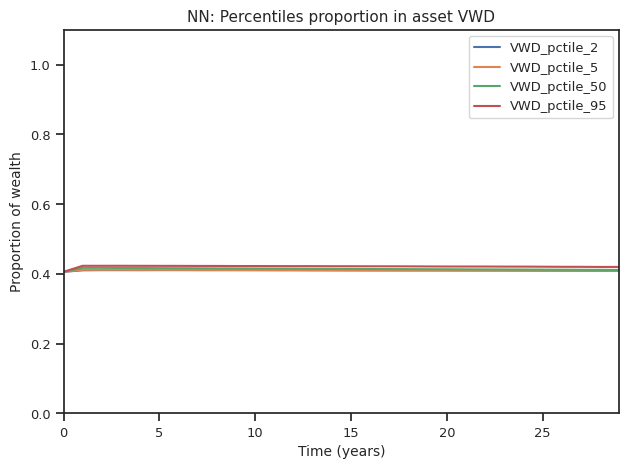 NN: Percentiles proportion in asset VWD
VWD_pctile_2
VWD_pctile_5
VWD_pctile_50
VWD_pctile_95
Proportion of wealth
1.0
0.8
0.6
0.4
0.2
0.0
0 5 10 15 20 25
Time (years)